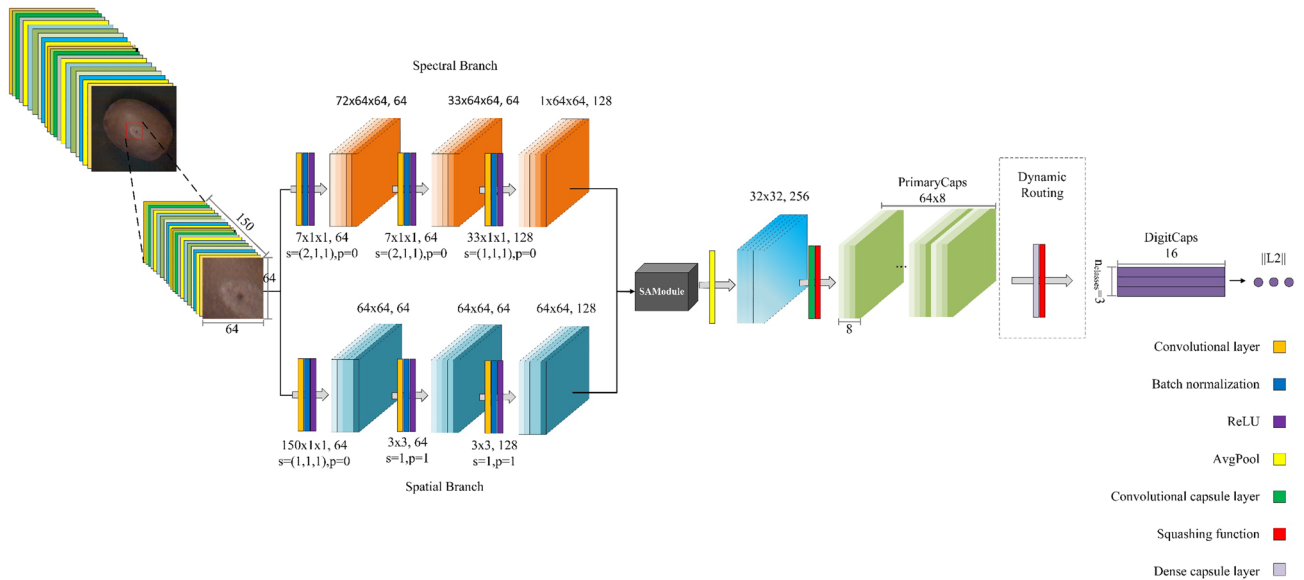 Spectral Branch
72x64x64, 64
33x64x64, 64
1x64x64, 128
7x1x1, 64
s=(2,1,1),p=0
7x1x1, 64
s=(2,1,1),p=0
33x1x1, 128
s=(1,1,1),p=0
150
64
64
64x64, 64
64x64, 64
64x64, 128
150x1x1, 64
s=(1,1,1),p=0
3x3, 64
s=1,p=1
3x3, 128
s=1,p=1
Spatial Branch
SAModule
32x32, 256
PrimaryCaps
64x8
...
8
Dynamic
Routing
DigitCaps
16
nclasses=3
||L2||
Convolutional layer
Batch normalization
ReLU
AvgPool
Convolutional capsule layer
Squashing function
Dense capsule layer